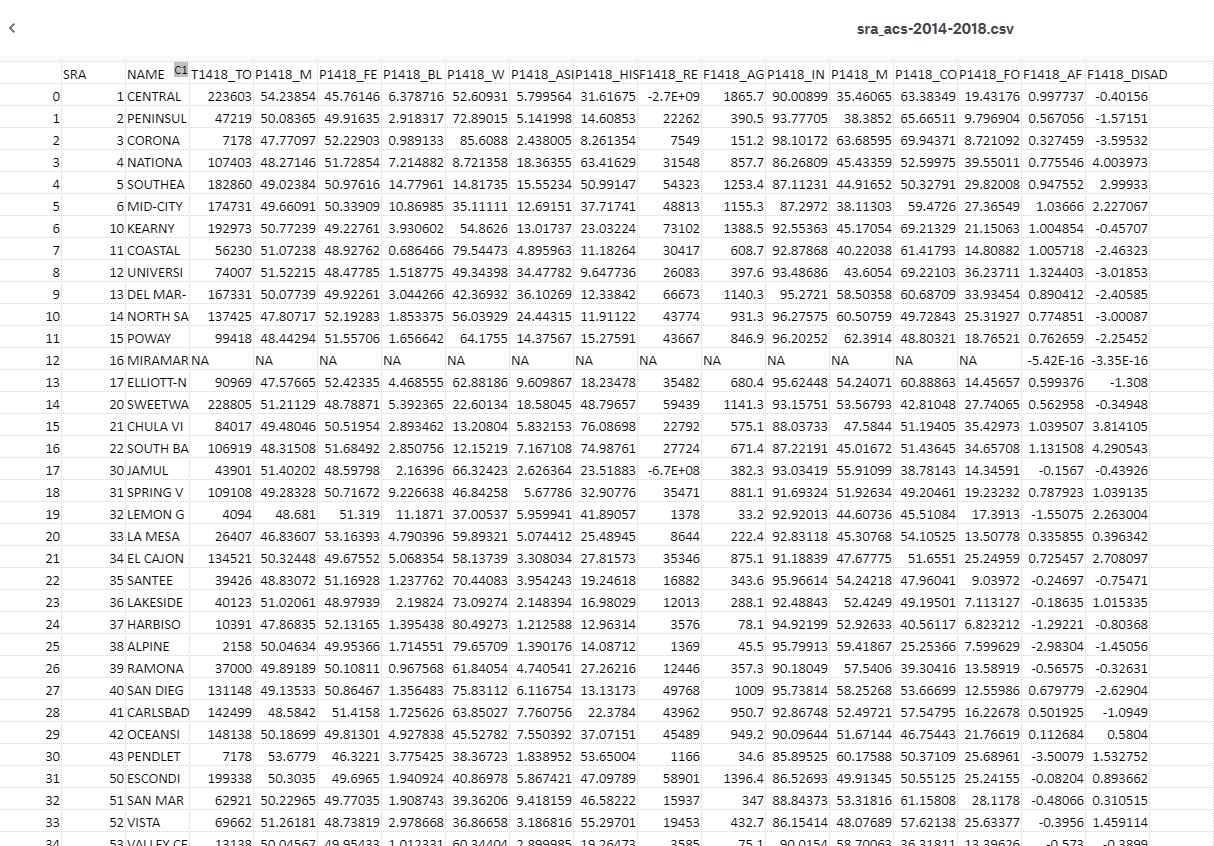 sra_acs-2014-2018.csv
SRA NAME C1 T1418_TO P1418_M P1418_FE P1418_BL P1418_W P1418_ASI P1418_HIS F1418_RE F1418_AG P1418_IN P1418_M P1418_CO P1418_FO F1418_AF F1418_DISAD
0 1 CENTRAL 223603 54.23854 45.76146 6.378716 52.60931 5.799564 31.61675 -2.7E+09 1865.7 90.00899 35.46065 63.38349 19.43176 0.997737 -0.40156
1 2 PENINSUL 47219 50.08365 49.91635 2.918317 72.89015 5.141998 14.60853 22262 390.5 93.77705 38.3852 65.66511 9.796904 0.567056 -1.57151
2 3 CORONA 7178 47.77097 52.22903 0.989133 85.6088 2.438005 8.261354 7549 151.2 98.10172 63.68595 69.94371 8.721092 0.327459 -3.59532
3 4 NATIONA 107403 48.27146 51.72854 7.214882 8.721358 18.36355 63.41629 31548 857.7 86.26809 45.43359 52.59975 39.55011 0.775546 4.003973
4 5 SOUTHEA 182860 49.02384 50.97616 14.77961 14.81735 15.55234 50.99147 54323 1253.4 87.11231 44.91652 50.32791 29.82008 0.947552 2.99933
5 6 MID-CITY 174731 49.66091 50.33909 10.86985 35.11111 12.69151 37.71741 48813 1155.3 87.2972 38.11303 59.4726 27.36549 1.03666 2.227067
6 10 KEARNY 192973 50.77239 49.22761 3.930602 54.8626 13.01737 23.03224 73102 1388.5 92.55363 45.17054 69.21329 21.15063 1.004854 -0.45707
7 11 COASTAL 56230 51.07238 48.92762 0.686466 79.54473 4.895963 11.18264 30417 608.7 92.87868 40.22038 61.41793 14.80882 1.005718 -2.46323
8 12 UNIVERSI 74007 51.52215 48.47785 1.518775 49.34398 34.47782 9.647736 26083 397.6 93.48686 43.6054 69.22103 36.23711 1.324403 -3.01853
9 13 DEL MAR- 167331 50.07739 49.92261 3.044266 42.36932 36.10269 12.33842 66673 1140.3 95.2721 58.50358 60.68709 33.93454 0.890412 -2.40585
10 14 NORTH SA 137425 47.80717 52.19283 1.853375 56.03929 24.44315 11.91122 43774 931.3 96.27575 60.50759 49.72843 25.31927 0.774851 -3.00087
11 15 POWAY 99418 48.44294 51.55706 1.656642 64.1755 14.37567 15.27591 43667 846.9 96.20252 62.3914 48.80321 18.76521 0.762659 -2.25452
12 16 MIRAMAR NA NA NA NA NA NA NA NA NA NA NA NA NA -5.42E-16 -3.35E-16
13 17 ELLIOTT-N 90969 47.57665 52.42335 4.468555 62.88186 9.609867 18.23478 35482 680.4 95.62448 54.24071 60.88863 14.45657 0.599376 -1.308
14 20 SWEETWA 228805 51.21129 48.78871 5.392365 22.60134 18.58045 48.79657 59439 1141.3 93.15751 53.56793 42.81048 27.74065 0.562958 -0.34948
15 21 CHULA VI 84017 49.48046 50.51954 2.893462 13.20804 5.832153 76.08698 22792 575.1 88.03733 47.5844 51.19405 35.42973 1.039507 3.814105
16 22 SOUTH BA 106919 48.31508 51.68492 2.850756 12.15219 7.167108 74.98761 27724 671.4 87.22191 45.01672 51.43645 34.65708 1.131508 4.290543
17 30 JAMUL 43901 51.40202 48.59798 2.16396 66.32423 2.626364 23.51883 -6.7E+08 382.3 93.03419 55.91099 38.78143 14.34591 -0.1567 -0.43926
18 31 SPRING V 109108 49.28328 50.71672 9.226638 46.84258 5.67786 32.90776 35471 881.1 91.69324 51.92634 49.20461 19.23232 0.787923 1.039135
19 32 LEMON G 4094 48.681 51.319 11.1871 37.00537 5.959941 41.89057 1378 33.2 92.92013 44.60736 45.51084 17.3913 -1.55075 2.263004
20 33 LA MESA 26407 46.83607 53.16393 4.790396 59.89321 5.074412 25.48945 8644 222.4 92.83118 45.30768 54.10525 13.50778 0.335855 0.396342
21 34 EL CAJON 134521 50.32448 49.67552 5.068354 58.13739 3.308034 27.81573 35346 875.1 91.18839 47.67775 51.6551 25.24959 0.725457 2.708097
22 35 SANTEE 39426 48.83072 51.16928 1.237762 70.44083 3.954243 19.24618 16882 343.6 95.96614 54.24218 47.96041 9.03972 -0.24697 -0.75471
23 36 LAKESIDE 40123 51.02061 48.97939 2.19824 73.09274 2.148394 16.98029 12013 288.1 92.48843 52.4249 49.19501 7.113127 -0.18635 1.015335
24 37 HARBISO 10391 47.86835 52.13165 1.395438 80.49273 1.212588 12.96314 3576 78.1 94.92199 52.92633 40.56117 6.823212 -1.29221 -0.80368
25 38 ALPINE 2158 50.04634 49.95366 1.714551 79.65709 1.390176 14.08712 1369 45.5 95.79913 59.41867 25.25366 7.599629 -2.98304 -1.45056
26 39 RAMONA 37000 49.89189 50.10811 0.967568 61.84054 4.740541 27.26216 12446 357.3 90.18049 57.5406 39.30416 13.58919 -0.56575 -0.32631
27 40 SAN DIEG 131148 49.13533 50.86467 1.356483 75.83112 6.116754 13.13173 49768 1009 95.73814 58.25268 53.66699 12.55986 0.679779 -2.62904
28 41 CARLSBAD 142499 48.5842 51.4158 1.725626 63.85027 7.760756 22.3784 43962 950.7 92.86748 52.49721 57.54795 16.22678 0.501925 -1.0949
29 42 OCEANSI 148138 50.18699 49.81301 4.927838 45.52782 7.550392 37.07151 45489 949.2 90.09644 51.67144 46.75443 21.76619 0.112684 0.5804
30 43 PENDLET 7178 53.6779 46.3221 3.775425 38.36723 1.838952 53.65004 1166 34.6 85.89525 60.17588 50.37109 25.68961 -3.50079 1.532752
31 50 ESCONDI 199338 50.3035 49.6965 1.940924 40.86978 5.867421 47.09789 58901 1396.4 86.52693 49.91345 50.55125 25.24155 -0.08204 0.893662
32 51 SAN MAR 62921 50.22965 49.77035 1.908743 39.36206 9.418159 46.58222 15937 347 88.84373 53.31816 61.15808 28.1178 -0.48066 0.310515
33 52 VISTA 69662 51.26181 48.73819 2.978668 36.86658 3.186816 55.29701 19453 432.7 86.15414 48.07689 57.62138 25.63377 -0.3956 1.459114
34 53 VALLEY CE 13138 50.04567 49.95433 1.012331 60.34404 2.899985 19.26473 3585 75.1 90.0154 58.70063 36.31811 13.39626 -0.573 -0.3899